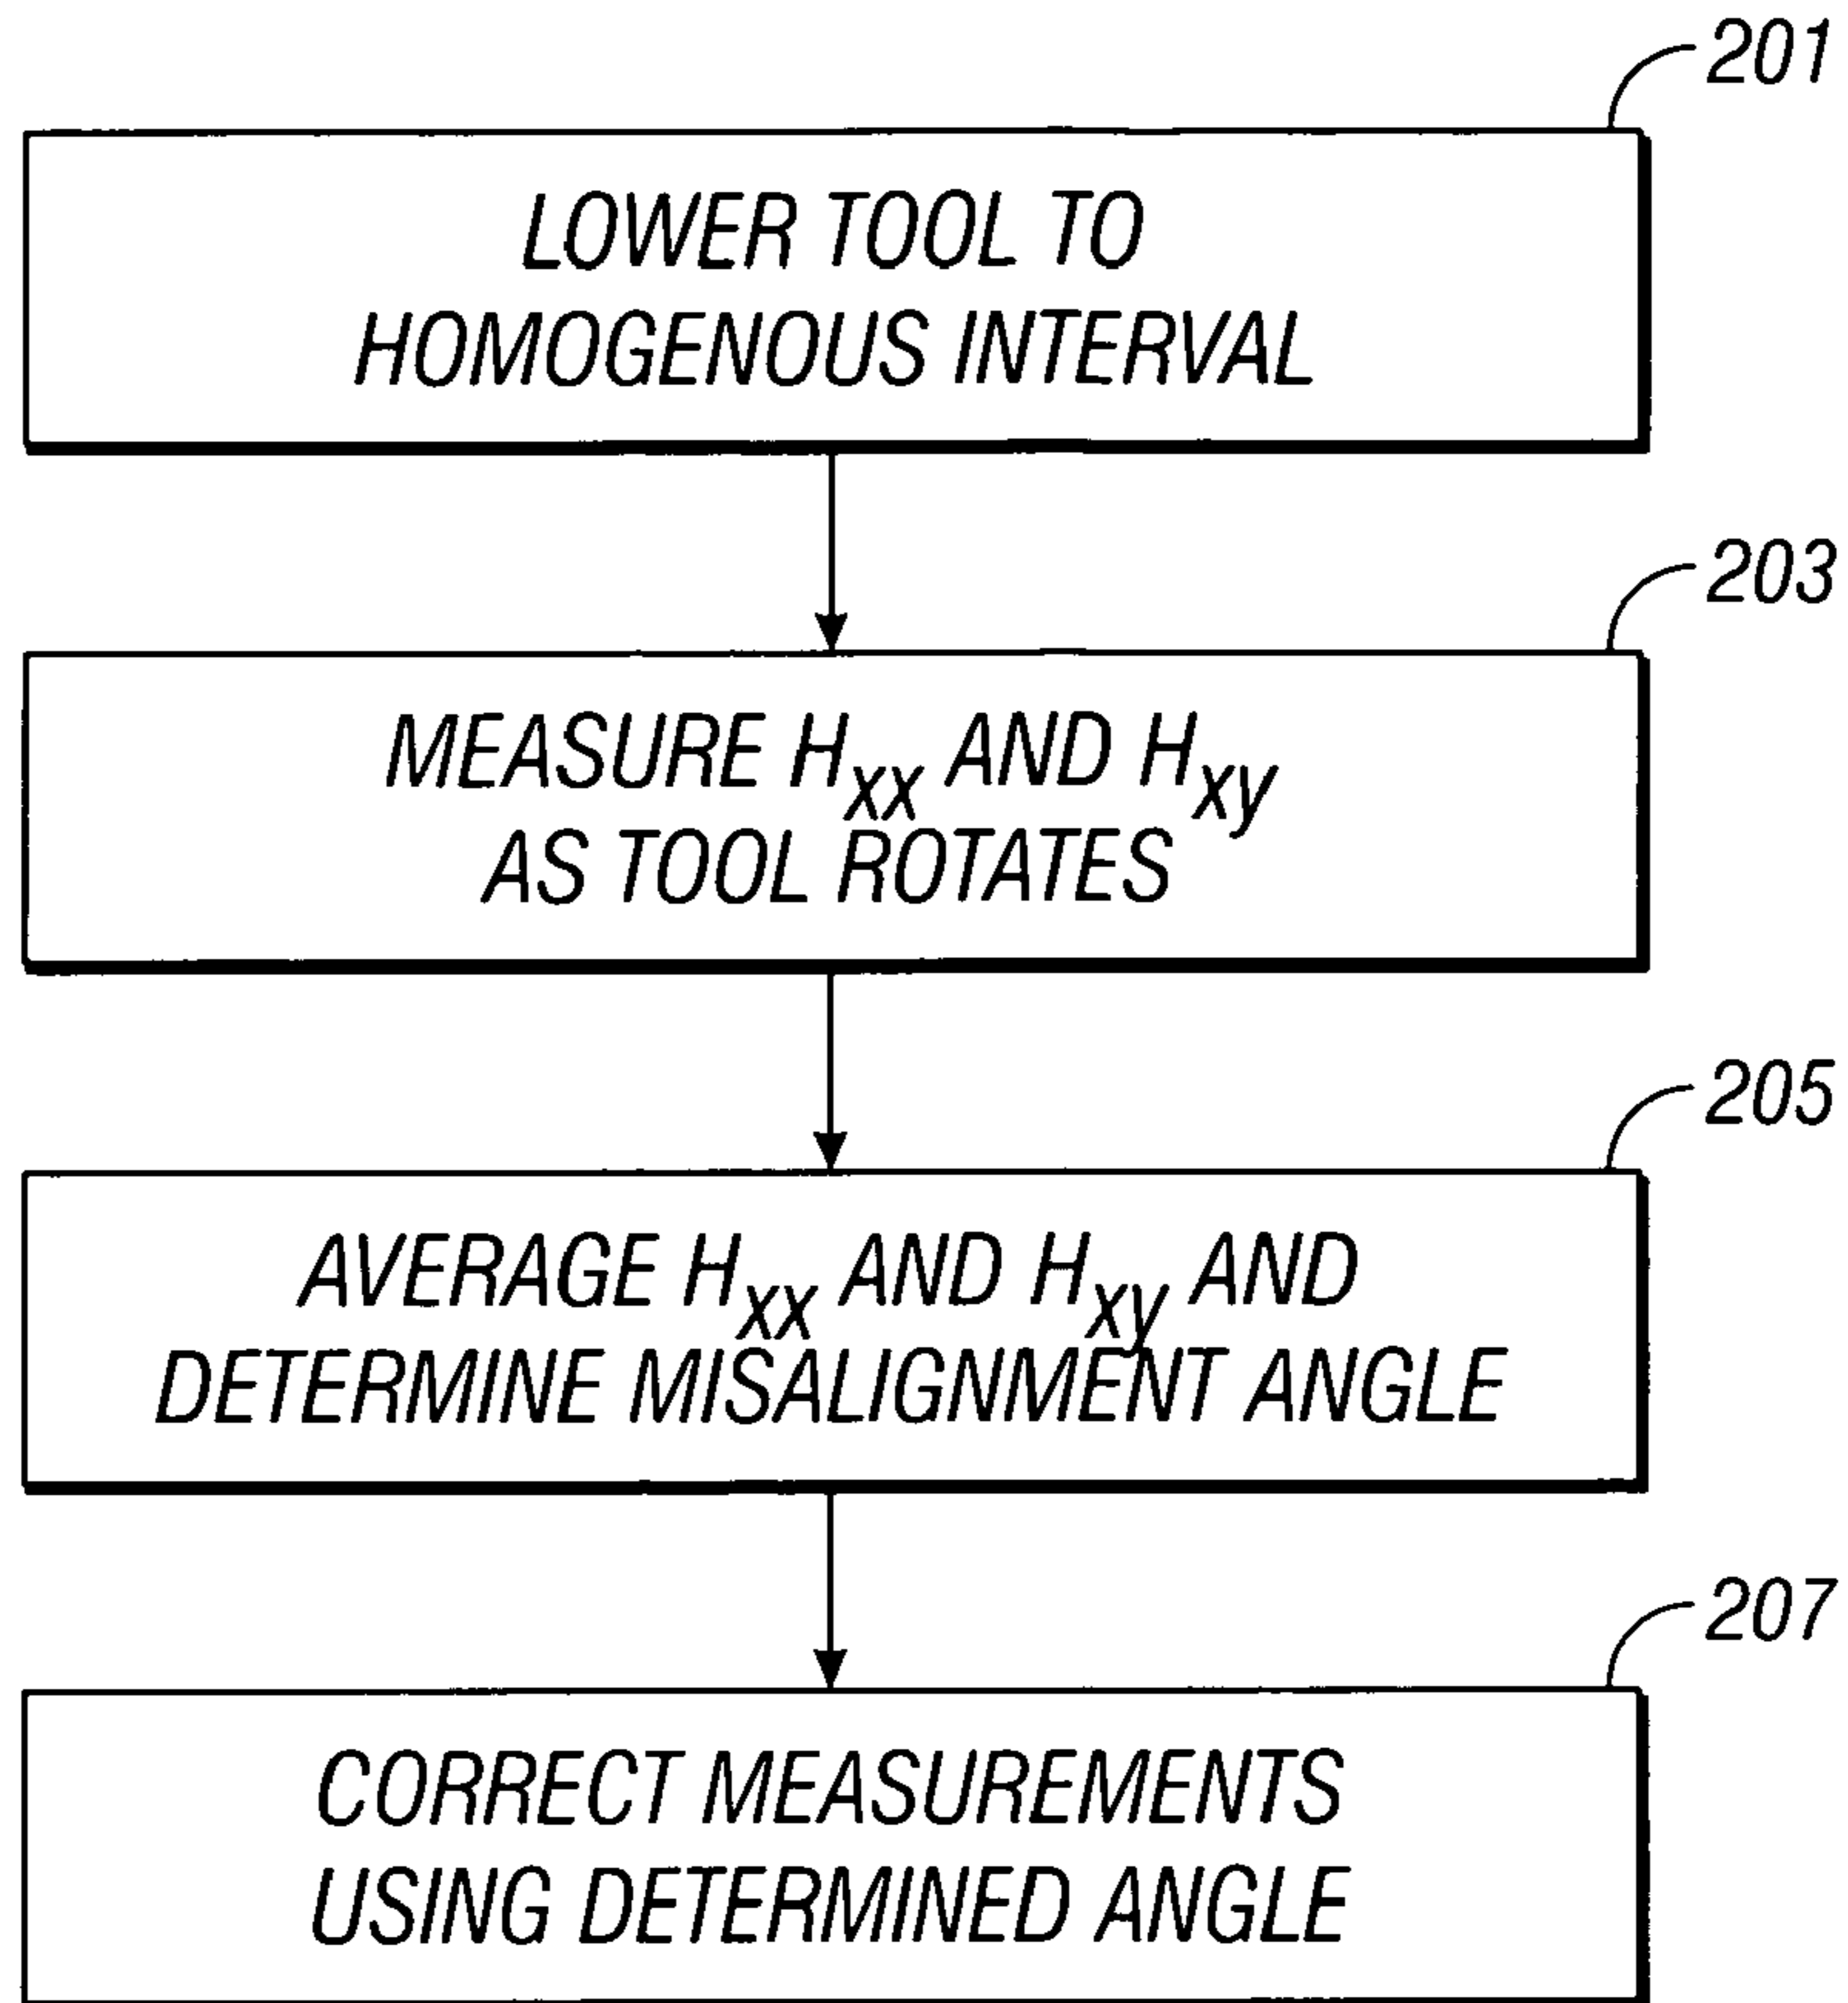 201
LOWER TOOL TO
HOMOGENOUS INTERVAL
203
MEASURE Hxx AND Hxy
AS TOOL ROTATES
205
AVERAGE Hxx AND Hxy AND
DETERMINE MISALIGNMENT ANGLE
207
CORRECT MEASUREMENTS
USING DETERMINED ANGLE